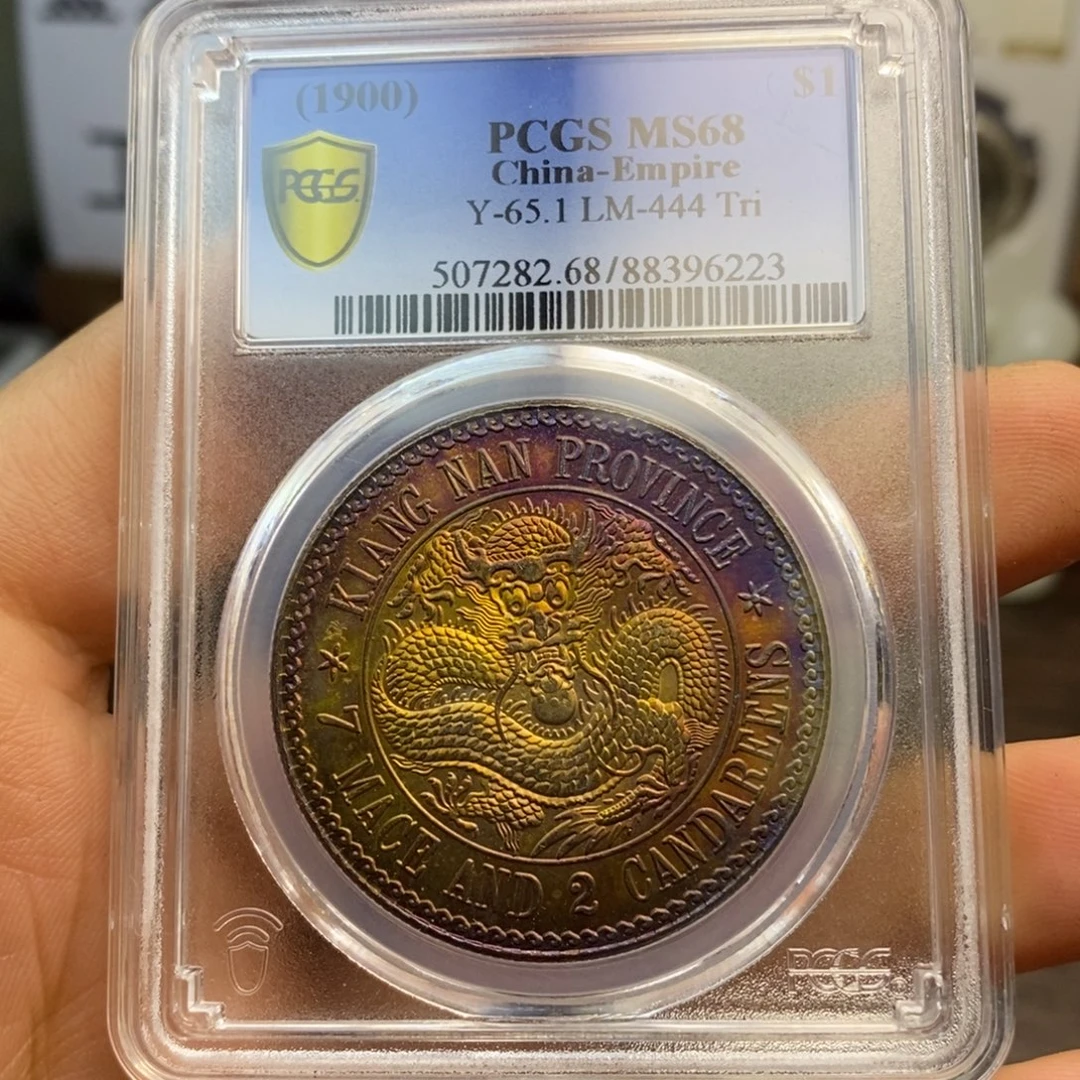 (1900) $1
PCGS MS68
China-Empire
Y-65.1 LM-444 Tri
PCGS
507282.68/88396223
KIANG NAN PROVINCE
7 MACE AND 2 CANDAREENS
PCGS